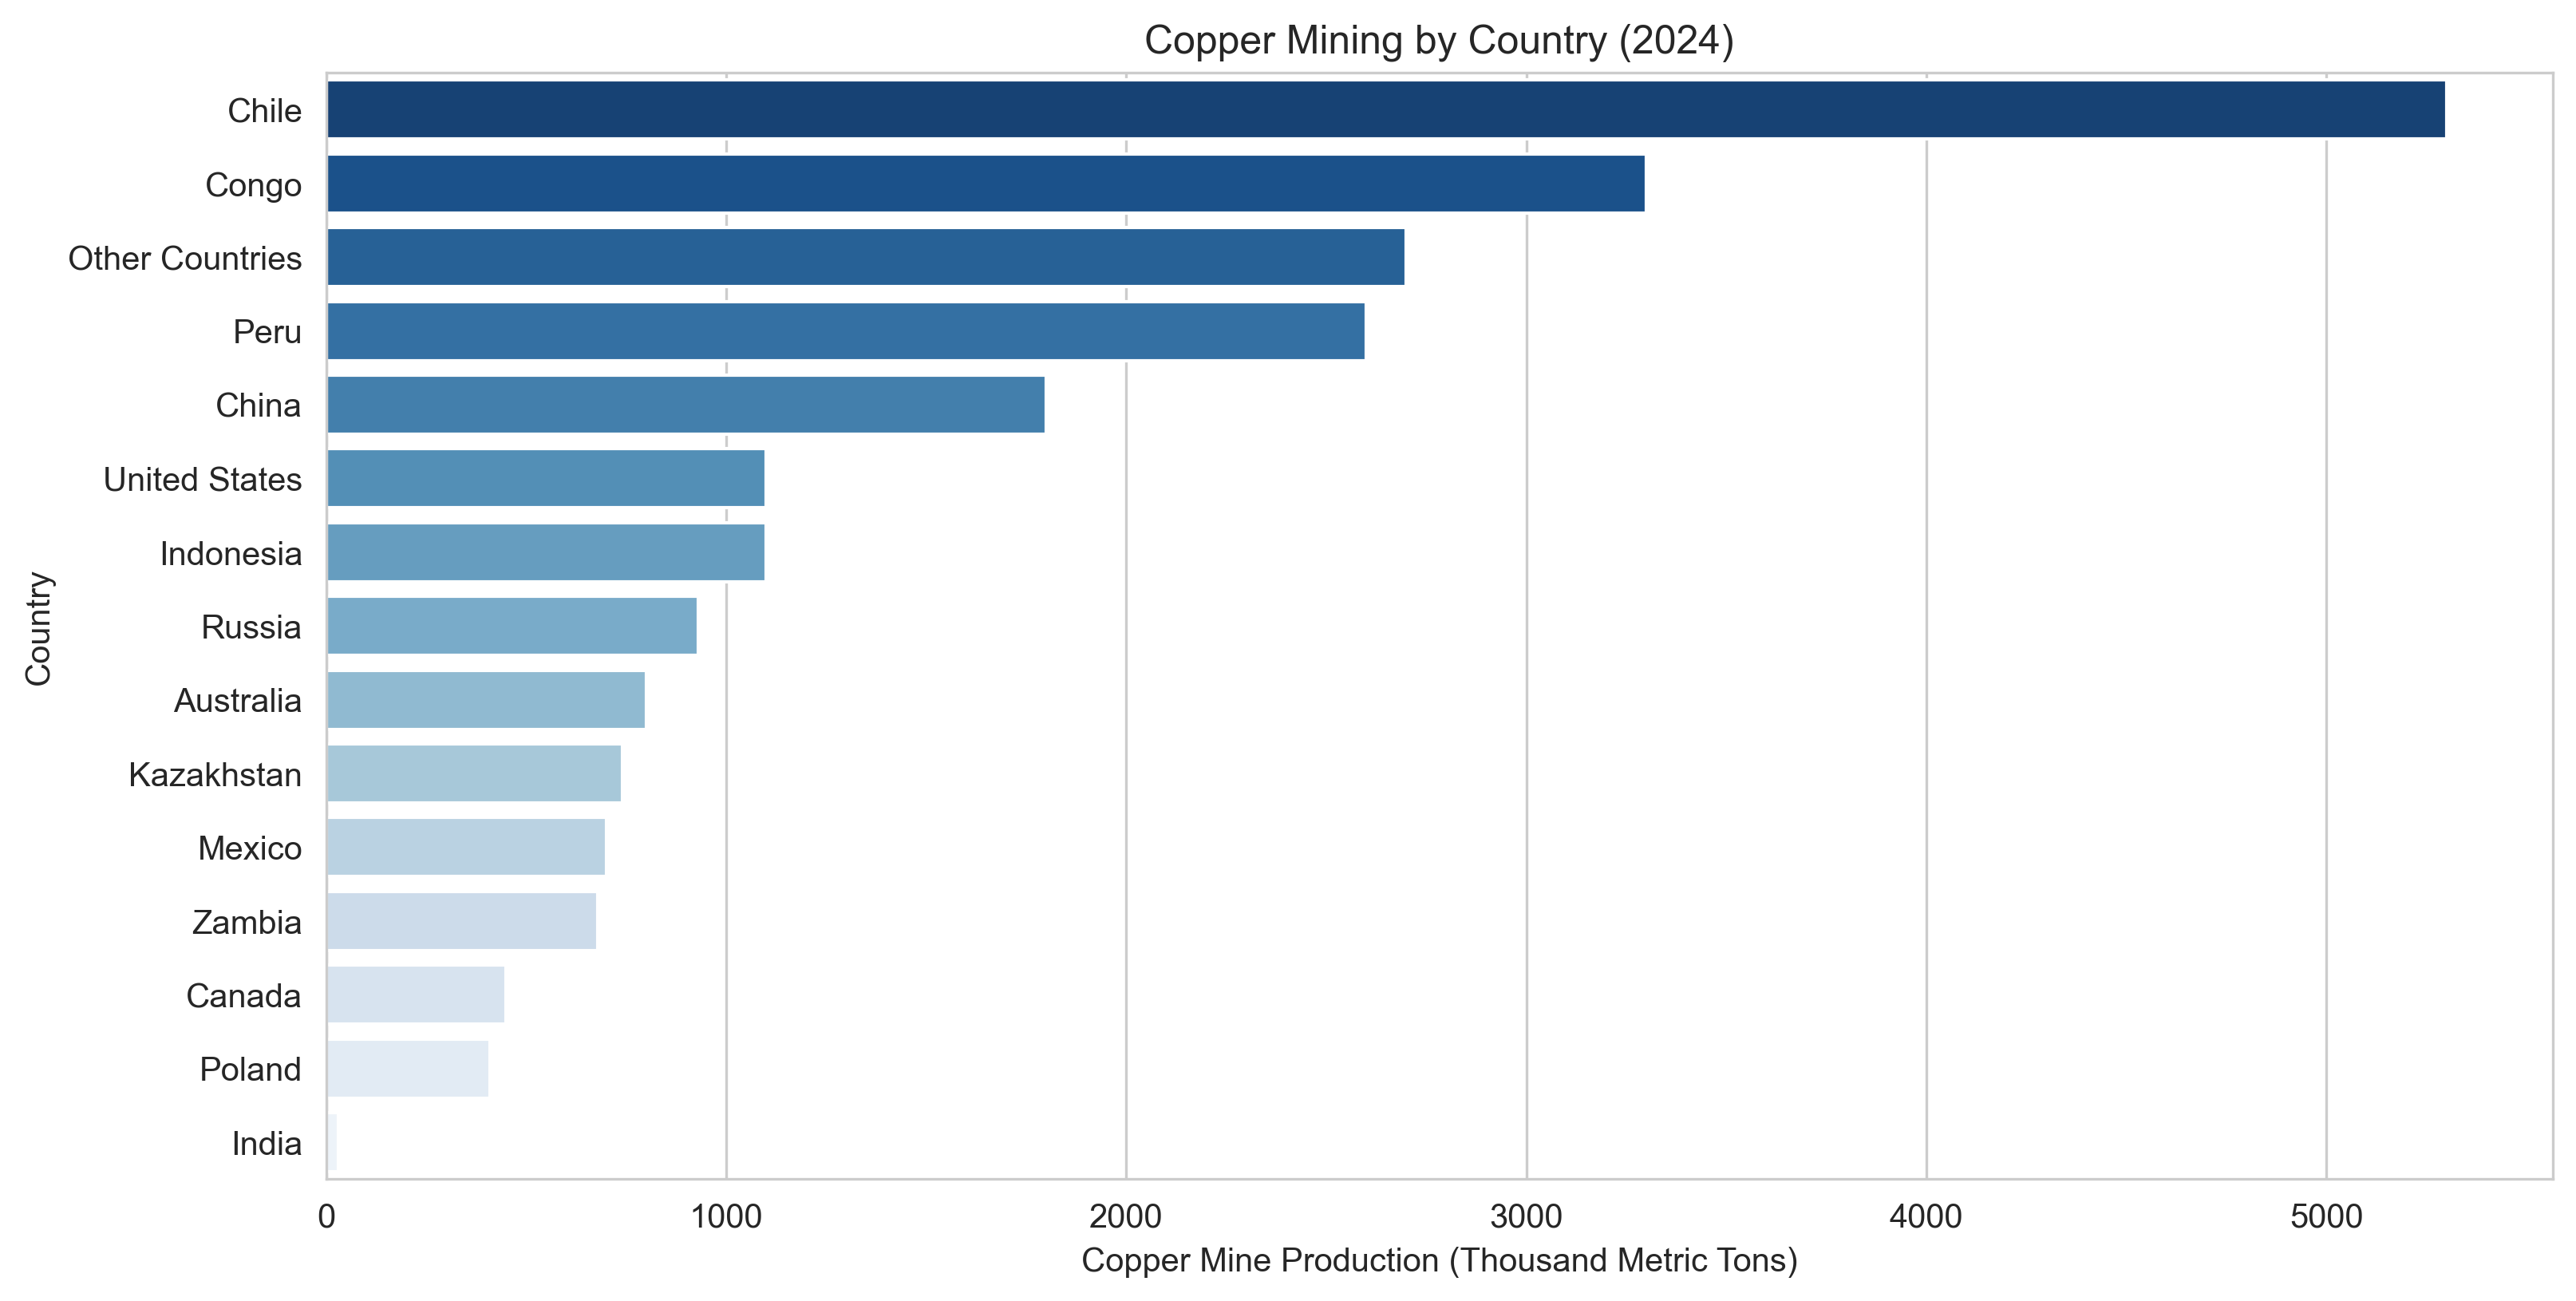 Copper Mining by Country (2024)
Chile
Congo
Other Countries
Peru
China
United States
Indonesia
Russia
Australia
Kazakhstan
Mexico
Zambia
Canada
Poland
India
Country
0 1000 2000 3000 4000 5000
Copper Mine Production (Thousand Metric Tons)